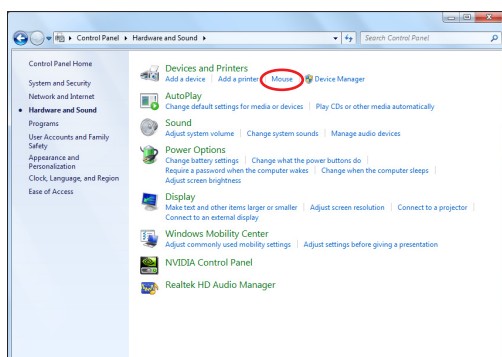 Control Panel ▸ Hardware and Sound ▸
Search Control Panel
Control Panel Home
System and Security
Network and Internet
Hardware and Sound
Programs
User Accounts and Family
Safety
Appearance and
Personalization
Clock, Language, and Region
Ease of Access
Devices and Printers
Add a device Add a printer Mouse Device Manager
AutoPlay
Change default settings for media or devices Play CDs or other media automatically
Sound
Adjust system volume Change system sounds Manage audio devices
Power Options
Change battery settings Change what the power buttons do
Require a password when the computer wakes Change when the computer sleeps
Adjust screen brightness
Display
Make text and other items larger or smaller Adjust screen resolution Connect to a projector
Connect to an external display
Windows Mobility Center
Adjust commonly used mobility settings Adjust settings before giving a presentation
NVIDIA Control Panel
Realtek HD Audio Manager